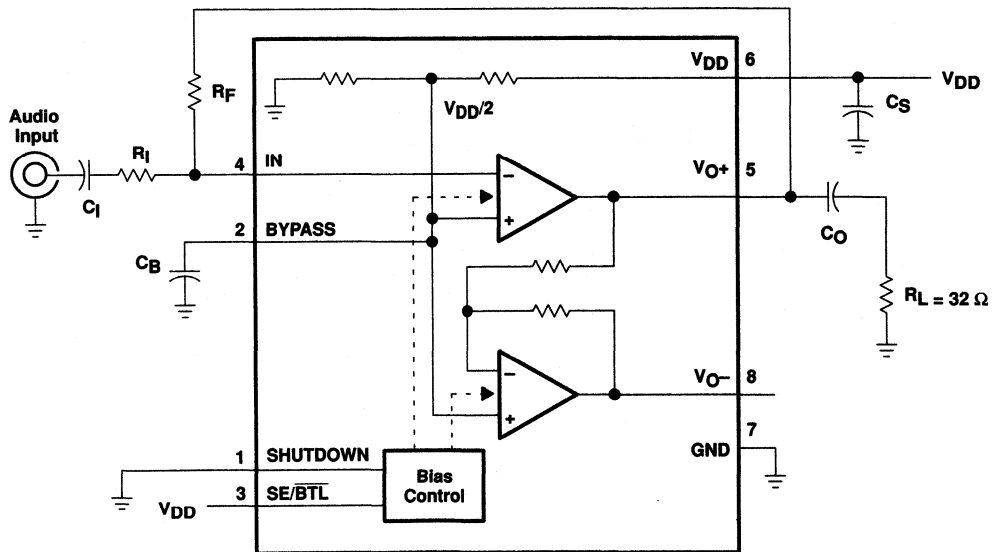 VDD 6
VDD
RF
VDD/2
CS
Audio
Input
RI
4 IN
VO+ 5
−
+
CI
2 BYPASS
CO
CB
RL = 32 Ω
−
+
VO− 8
7
GND
1 SHUTDOWN
Bias
Control
3 SE/BTL
VDD